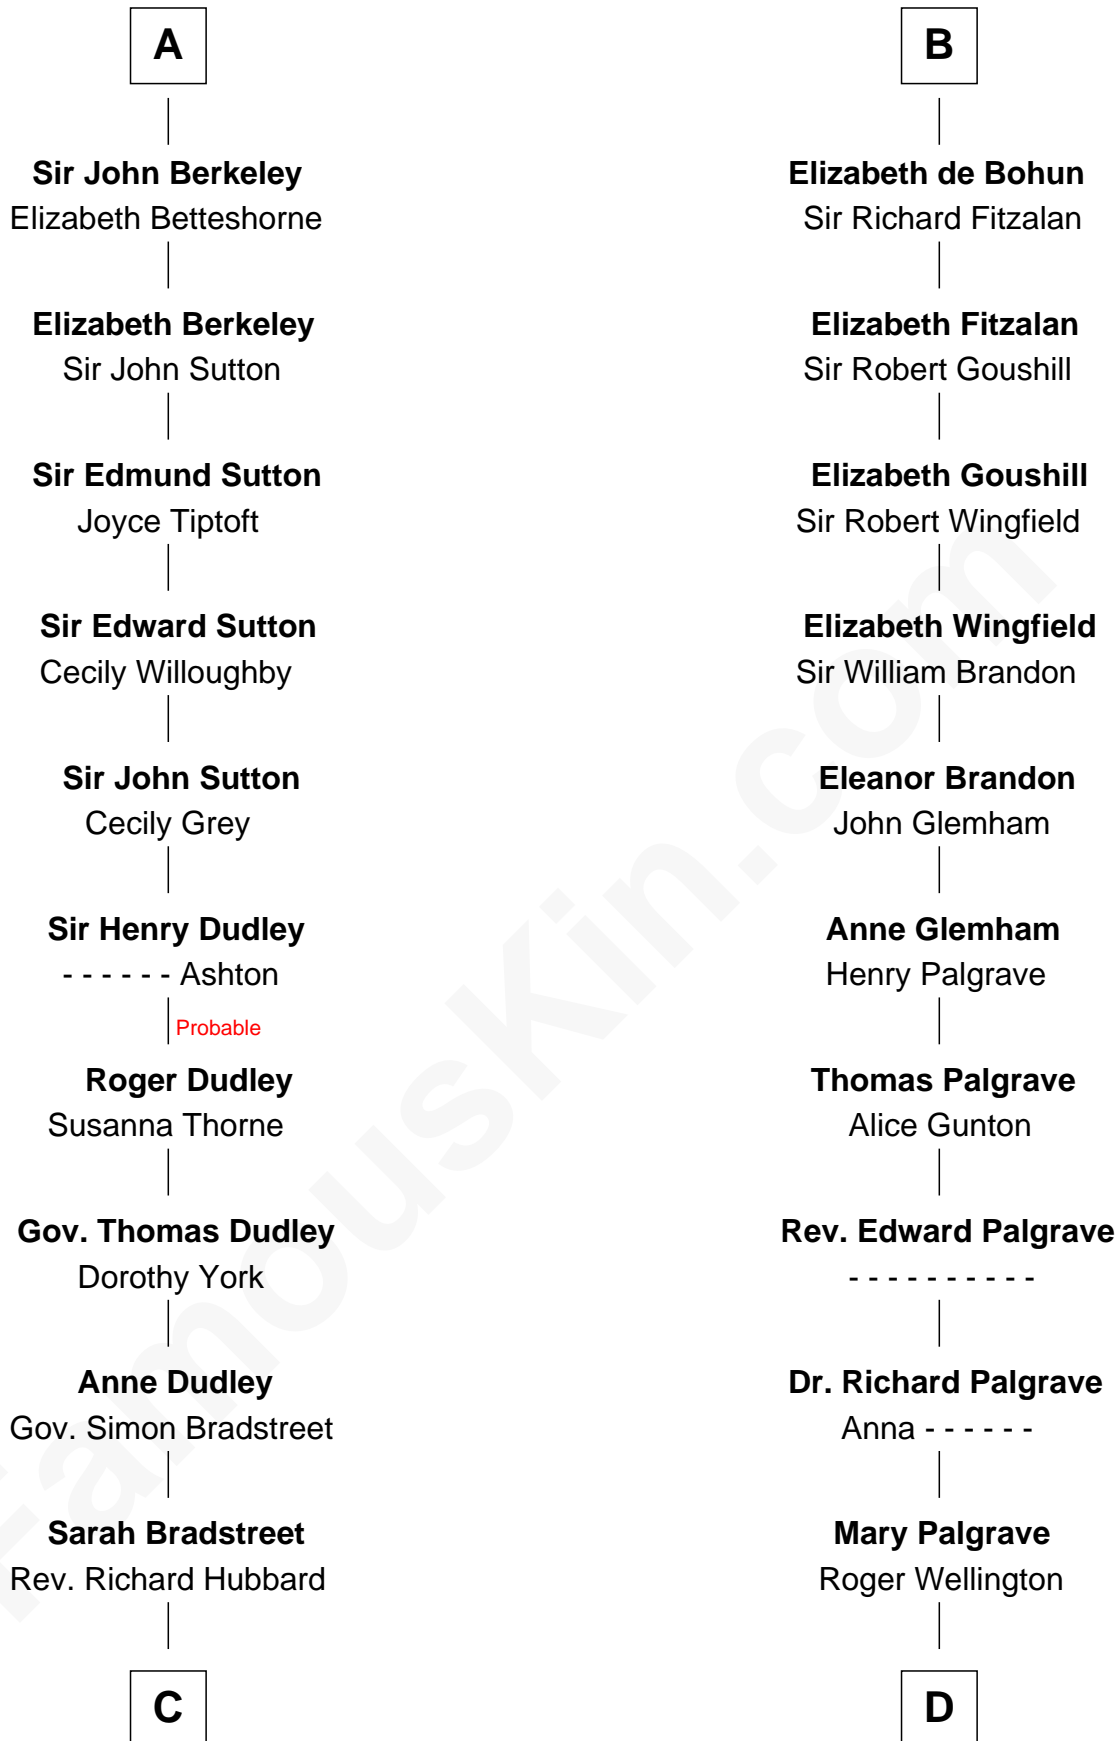 A
Sir John Berkeley
Elizabeth Betteshorne
Elizabeth Berkeley
Sir John Sutton
Sir Edmund Sutton
Joyce Tiptoft
Sir Edward Sutton
Cecily Willoughby
Sir John Sutton
Cecily Grey
Sir Henry Dudley
- - - - - - Ashton
Probable
Roger Dudley
Susanna Thorne
Gov. Thomas Dudley
Dorothy York
Anne Dudley
Gov. Simon Bradstreet
Sarah Bradstreet
Rev. Richard Hubbard
C
B
Elizabeth de Bohun
Sir Richard Fitzalan
Elizabeth Fitzalan
Sir Robert Goushill
Elizabeth Goushill
Sir Robert Wingfield
Elizabeth Wingfield
Sir William Brandon
Eleanor Brandon
John Glemham
Anne Glemham
Henry Palgrave
Thomas Palgrave
Alice Gunton
Rev. Edward Palgrave
- - - - - - - - - -
Dr. Richard Palgrave
Anna - - - - - -
Mary Palgrave
Roger Wellington
D
FamousKin.com